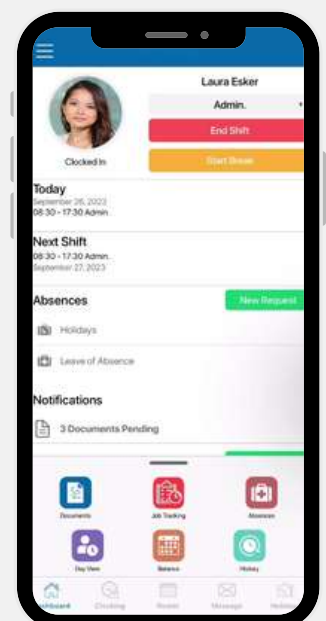 Laura Esker
Admin.
End Shift
Clocked In
Start Break
Today
September 26, 2023
08:30 - 17:30 Admin.
Next Shift
08:30 - 17:30 Admin.
September 27, 2023
Absences
New Request
Holidays
Leave of Absence
Notifications
3 Documents Pending
Documents
Job Tracking
Absences
Day View
Balance
History
Dashboard
Clocking
Roster
Message
Holidays